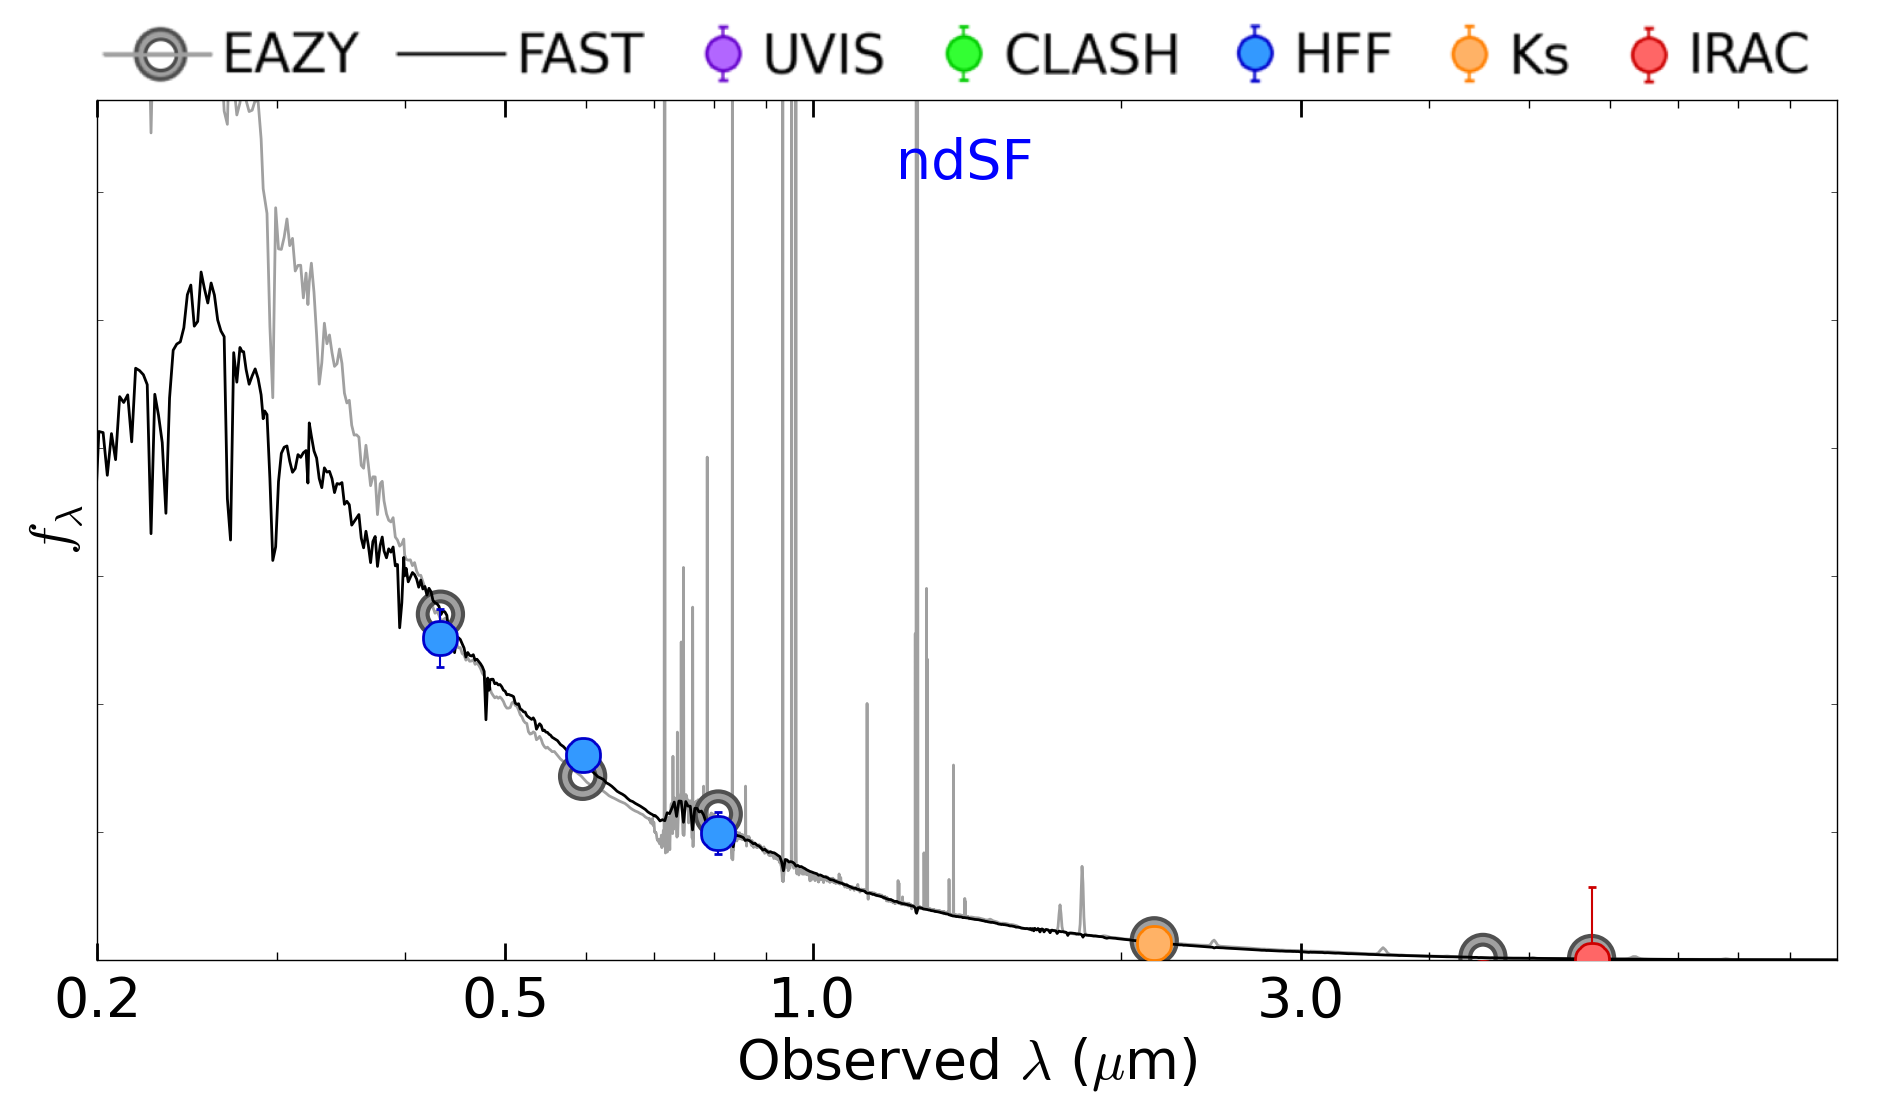 EAZY FAST UVIS CLASH HFF Ks IRAC
ndSF
f_λ
0.2 0.5 1.0 3.0
Observed λ (μm)